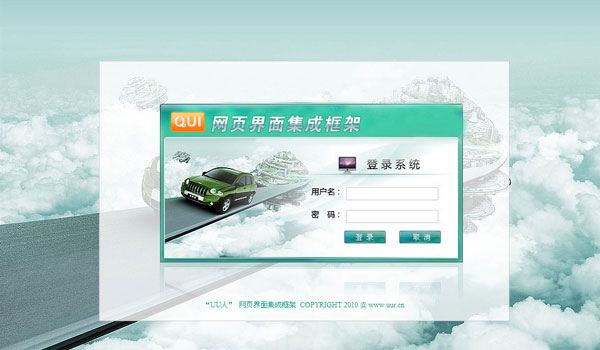 QUI 网页界面集成框架
登录系统
用户名：
密 码：
登 录 取 消
“UU人” 网页界面集成框架 COPYRIGHT 2010 @ www.uur.cn